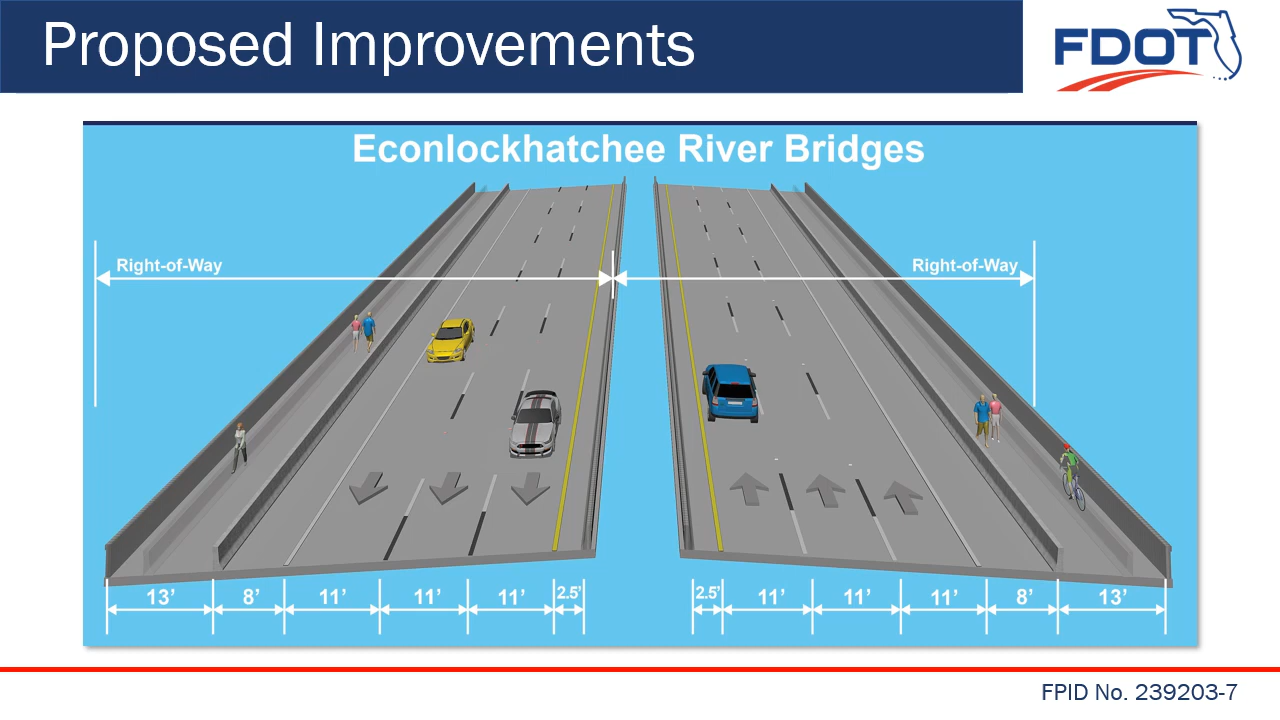 Proposed Improvements
FDOT
Econlockhatchee River Bridges
Right-of-Way
Right-of-Way
13’ 8’ 11’ 11’ 11’ 2.5’ 2.5’ 11’ 11’ 11’ 8’ 13’
FPID No. 239203-7